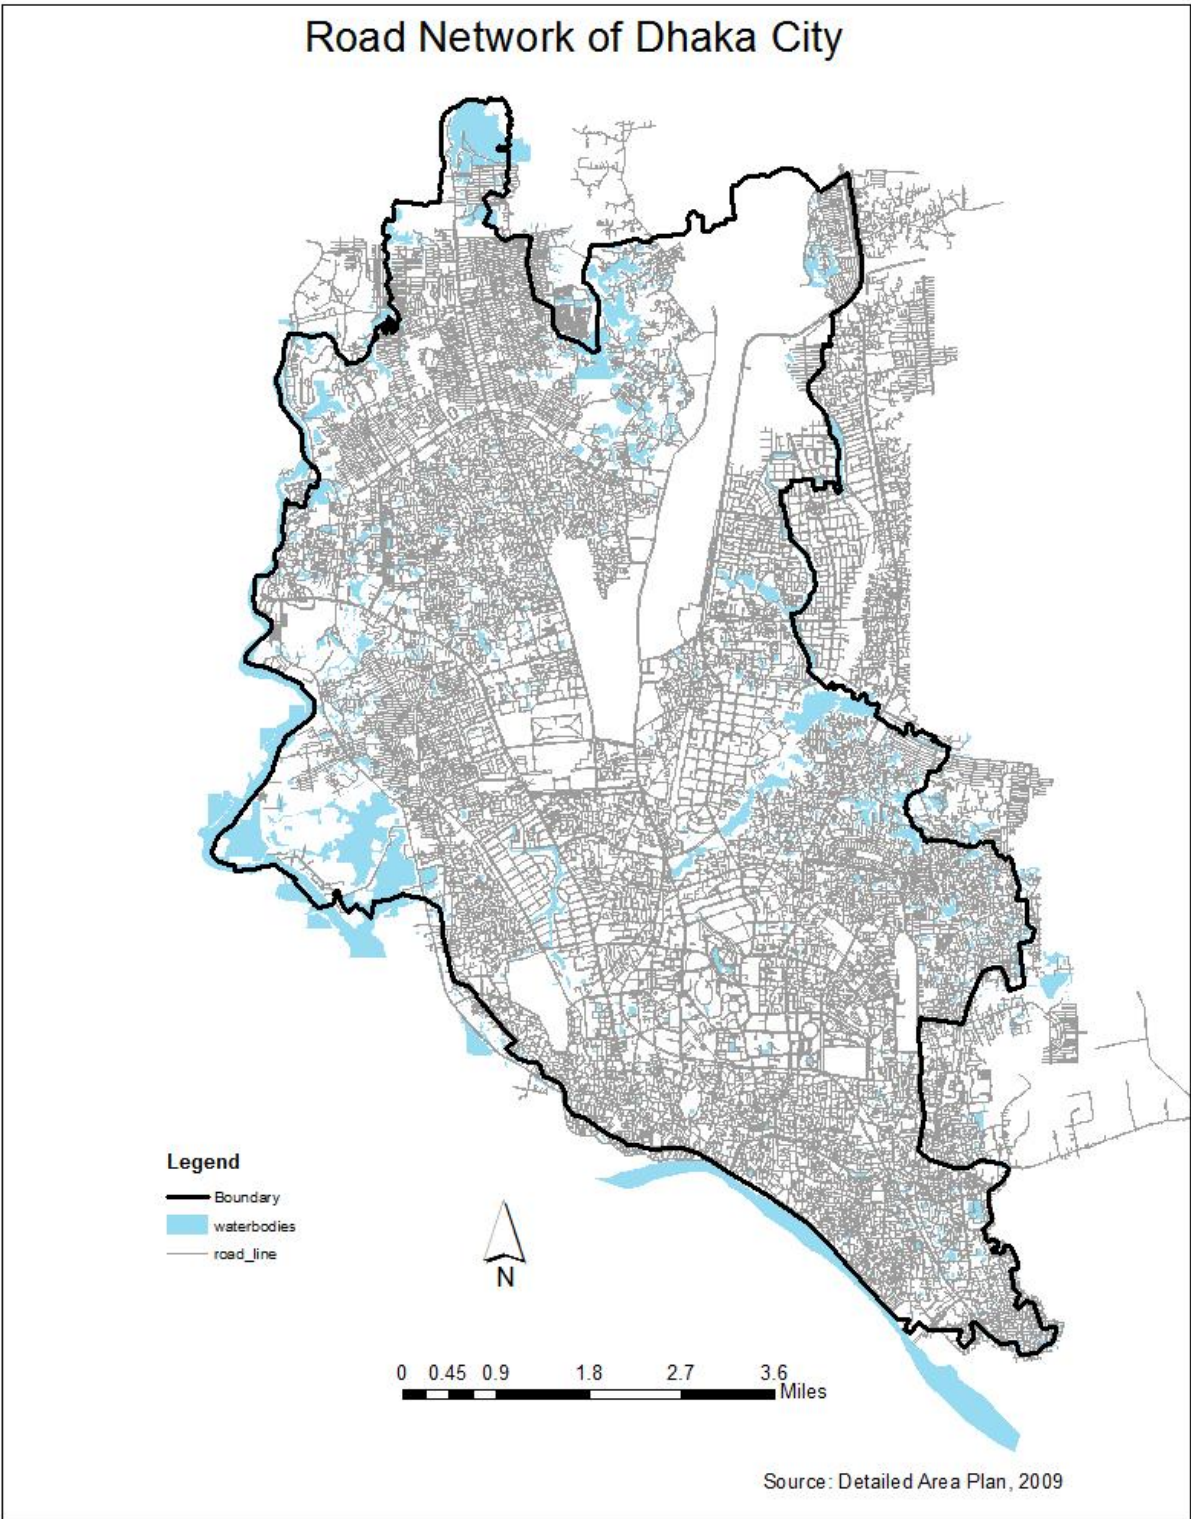 Road Network of Dhaka City
Legend
Boundary
waterbodies
road_line
N
0 0.45 0.9 1.8 2.7 3.6
Miles
Source: Detailed Area Plan, 2009